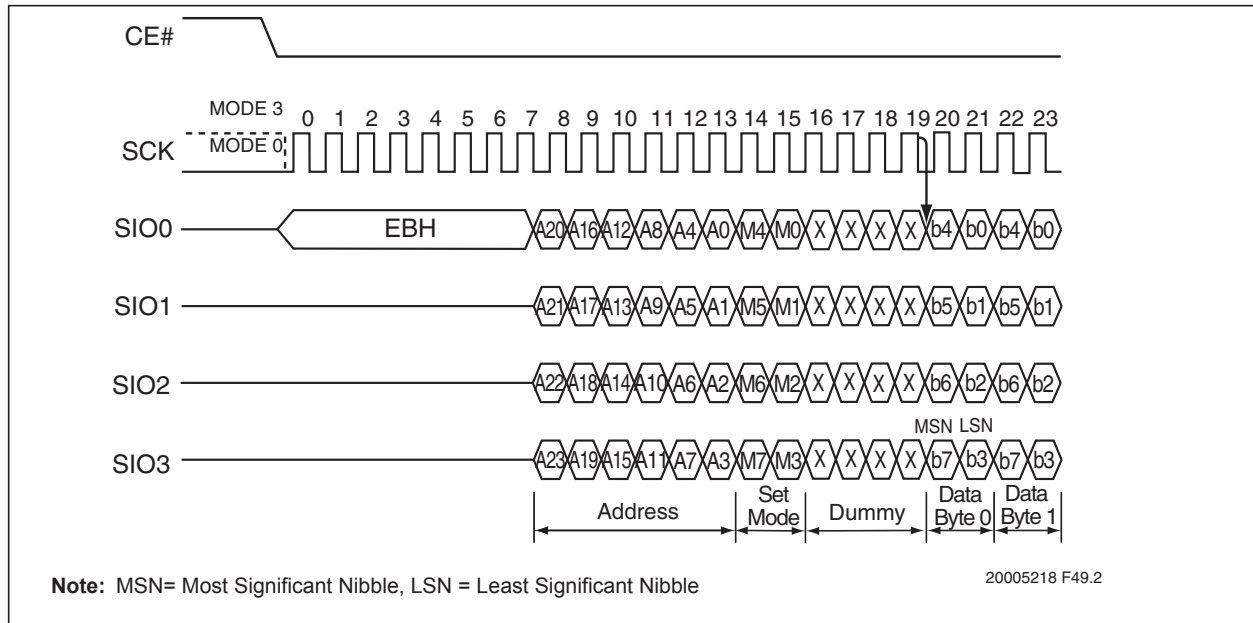 CE#
MODE 3
0 1 2 3 4 5 6 7 8 9 10 11 12 13 14 15 16 17 18 19 20 21 22 23
SCK
MODE 0
SIO0
EBH
A20 A16 A12 A8 A4 A0 M4 M0 X X X X b4 b0 b4 b0
SIO1
A21 A17 A13 A9 A5 A1 M5 M1 X X X X b5 b1 b5 b1
SIO2
A22 A18 A14 A10 A6 A2 M6 M2 X X X X b6 b2 b6 b2
MSN LSN
SIO3
A23 A19 A15 A11 A7 A3 M7 M3 X X X X b7 b3 b7 b3
Address
Set
Mode
Dummy
Data
Byte 0
Data
Byte 1
Note: MSN= Most Significant Nibble, LSN = Least Significant Nibble
20005218 F49.2